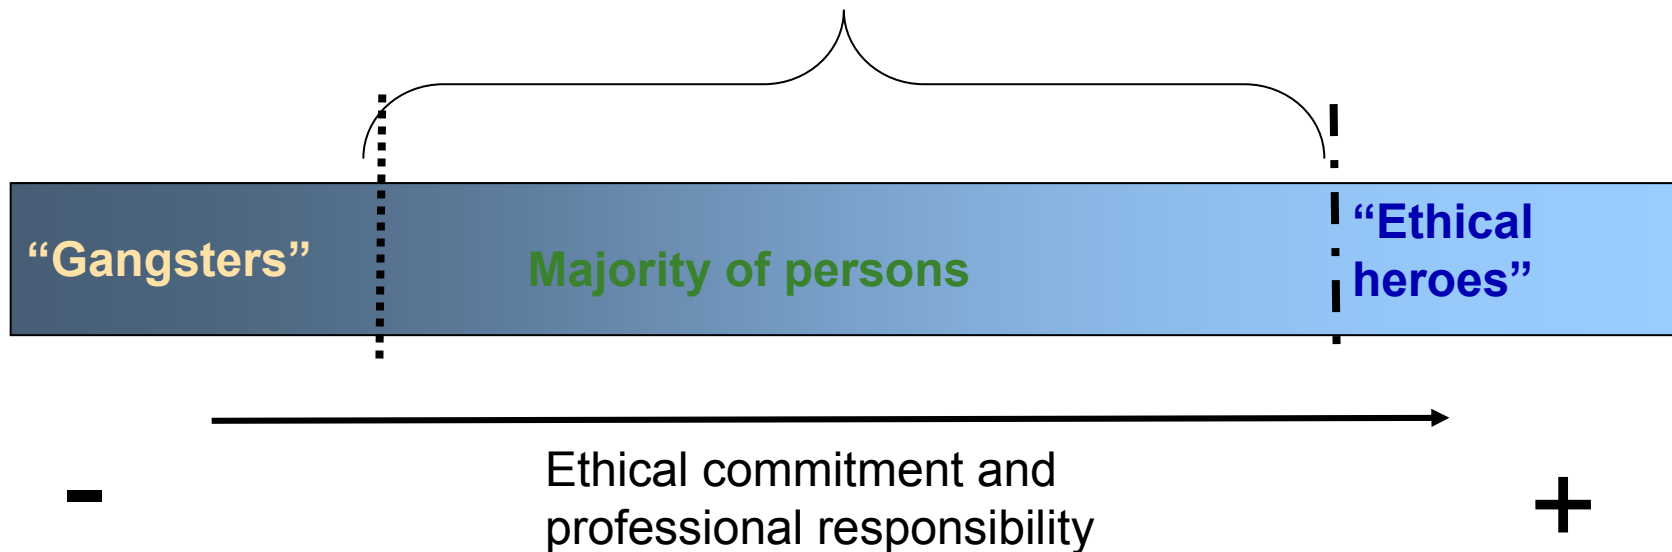 “Gangsters”
Majority of persons
“Ethical
heroes”
Ethical commitment and
professional responsibility
-
+